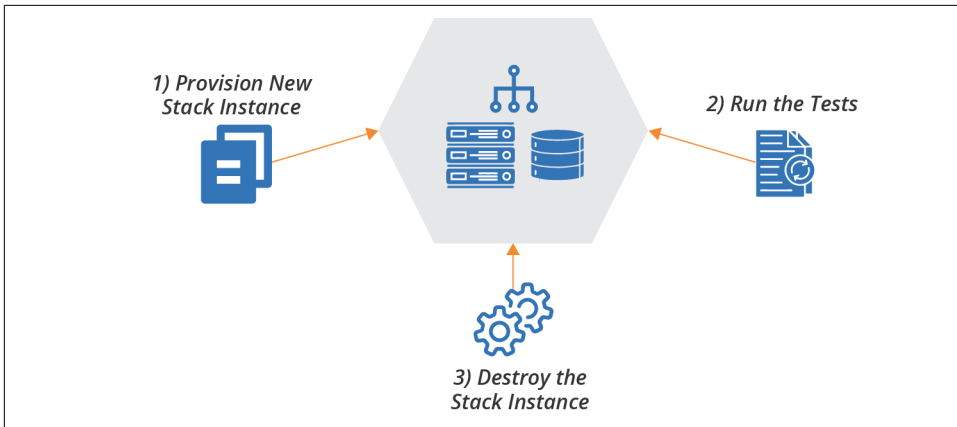 1) Provision New
Stack Instance
2) Run the Tests
3) Destroy the
Stack Instance